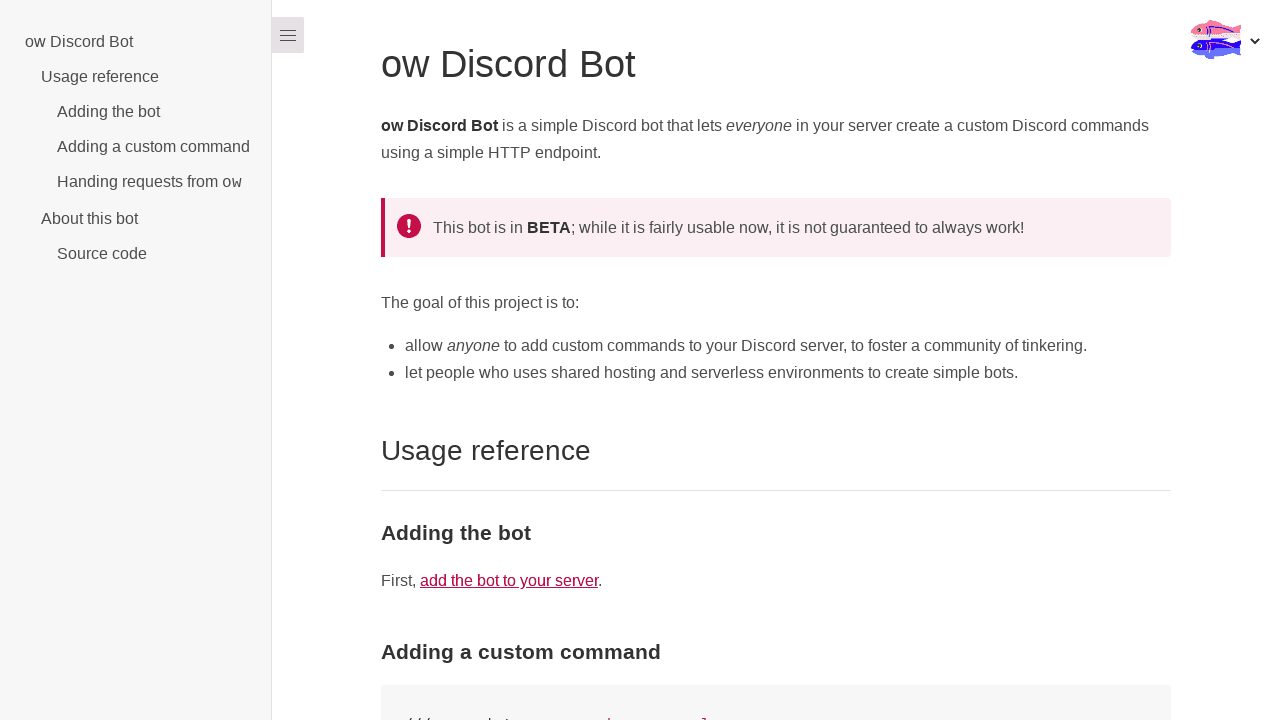 ow Discord Bot
Usage reference
Adding the bot
Adding a custom command
Handing requests from ow
About this bot
Source code
ow Discord Bot
ow Discord Bot is a simple Discord bot that lets everyone in your server create a custom Discord commands
using a simple HTTP endpoint.
This bot is in BETA; while it is fairly usable now, it is not guaranteed to always work!
The goal of this project is to:
allow anyone to add custom commands to your Discord server, to foster a community of tinkering.
let people who uses shared hosting and serverless environments to create simple bots.
Usage reference
Adding the bot
First, add the bot to your server.
Adding a custom command